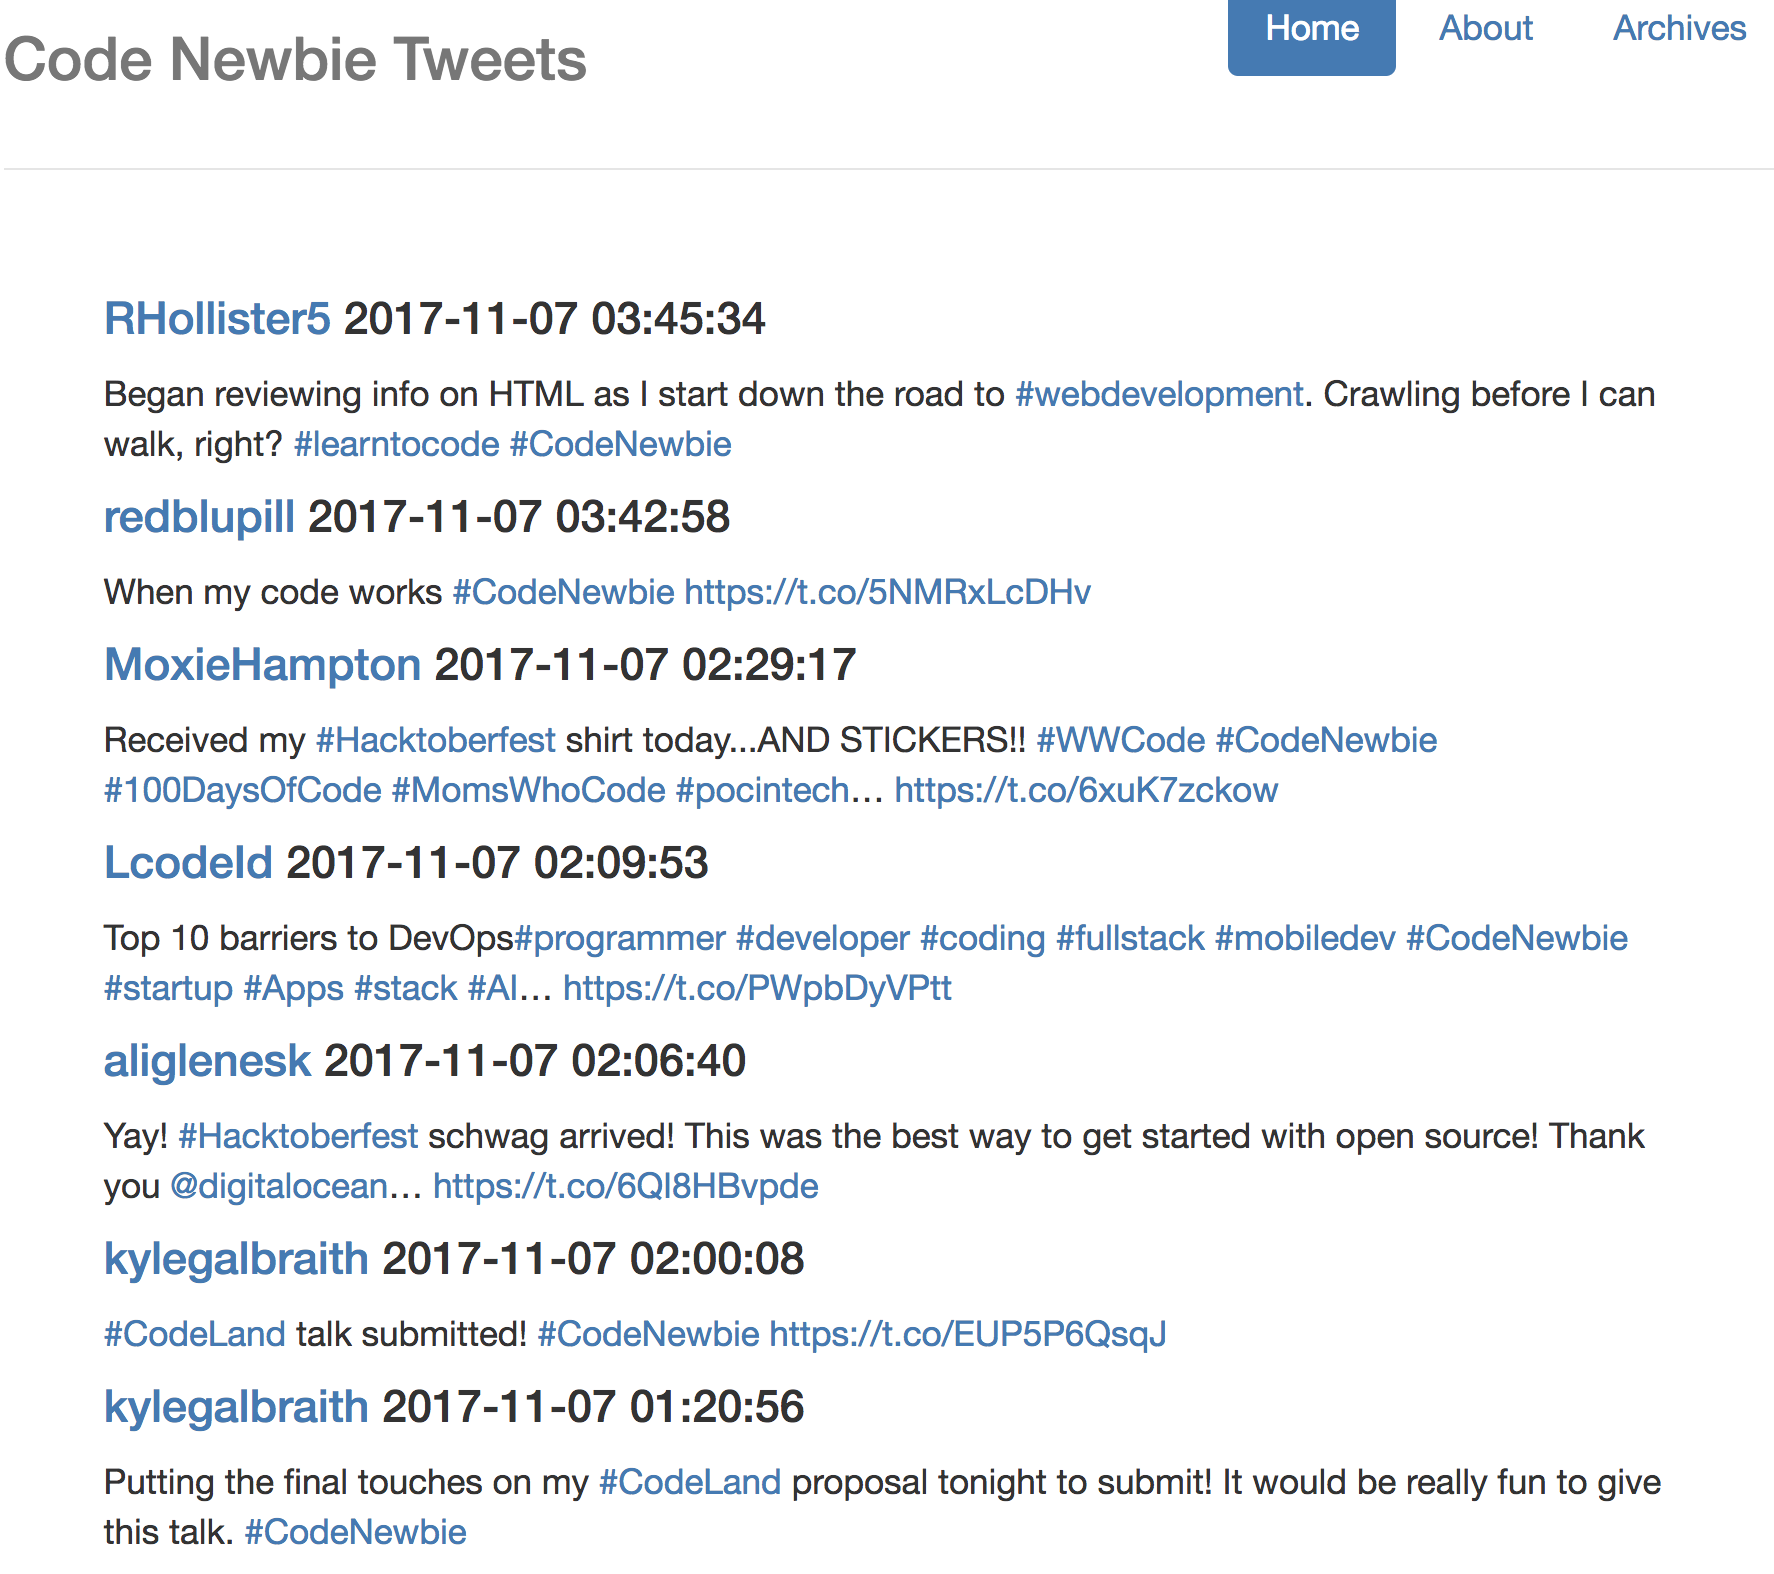 Code Newbie Tweets
Home About Archives
RHollister5 2017-11-07 03:45:34
Began reviewing info on HTML as I start down the road to #webdevelopment. Crawling before I can
walk, right? #learntocode #CodeNewbie
redblupill 2017-11-07 03:42:58
When my code works #CodeNewbie https://t.co/5NMRxLcDHv
MoxieHampton 2017-11-07 02:29:17
Received my #Hacktoberfest shirt today...AND STICKERS!! #WWCode #CodeNewbie
#100DaysOfCode #MomsWhoCode #pocintech… https://t.co/6xuK7zckow
Lcodeld 2017-11-07 02:09:53
Top 10 barriers to DevOps#programmer #developer #coding #fullstack #mobiledev #CodeNewbie
#startup #Apps #stack #AI… https://t.co/PWpbDyVPtt
aliglenesk 2017-11-07 02:06:40
Yay! #Hacktoberfest schwag arrived! This was the best way to get started with open source! Thank
you @digitalocean… https://t.co/6Ql8HBvpde
kylegalbraith 2017-11-07 02:00:08
#CodeLand talk submitted! #CodeNewbie https://t.co/EUP5P6QsqJ
kylegalbraith 2017-11-07 01:20:56
Putting the final touches on my #CodeLand proposal tonight to submit! It would be really fun to give
this talk. #CodeNewbie